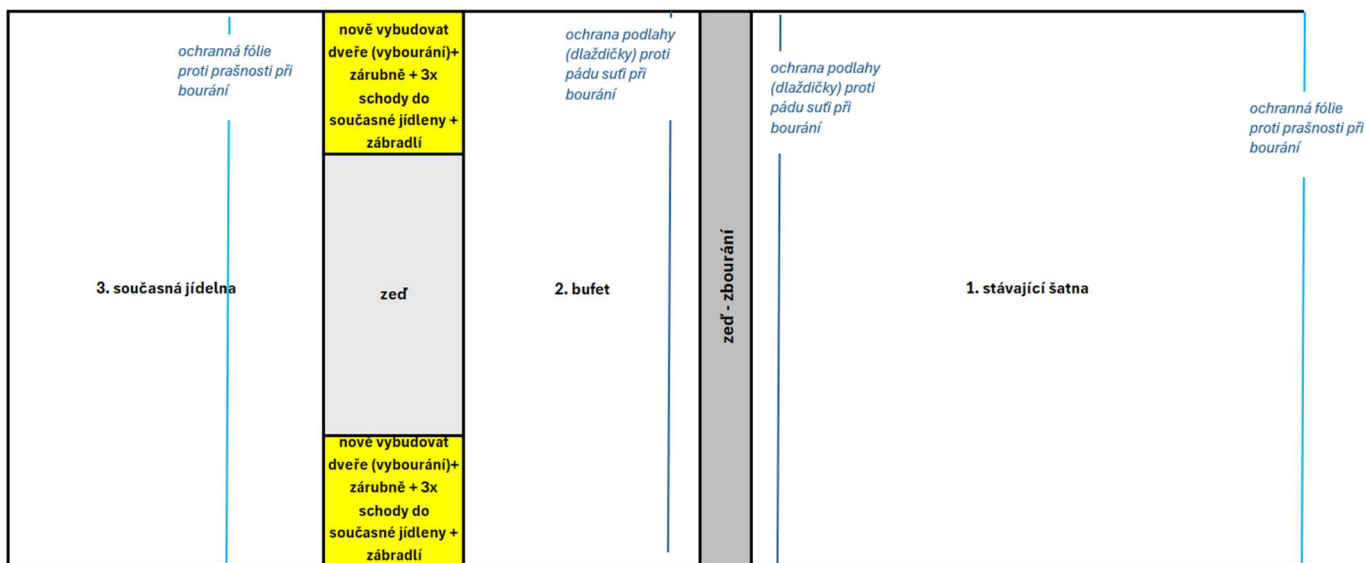 ochranná fólie
proti prašnosti při
bourání
nově vybudovat
dveře (vybourání)+
zárubně + 3x
schody do
současné jídleny +
zábradlí
ochrana podlahy
(dlaždičky) proti
pádu suťi při
bourání
ochrana podlahy
(dlaždičky) proti
pádu suťi při
bourání
ochranná fólie
proti prašnosti při
bourání
3. současná jídelna
zeď
2. bufet
zeď - zbourání
1. stávající šatna
nově vybudovat
dveře (vybourání)+
zárubně + 3x
schody do
současné jídleny +
zábradlí